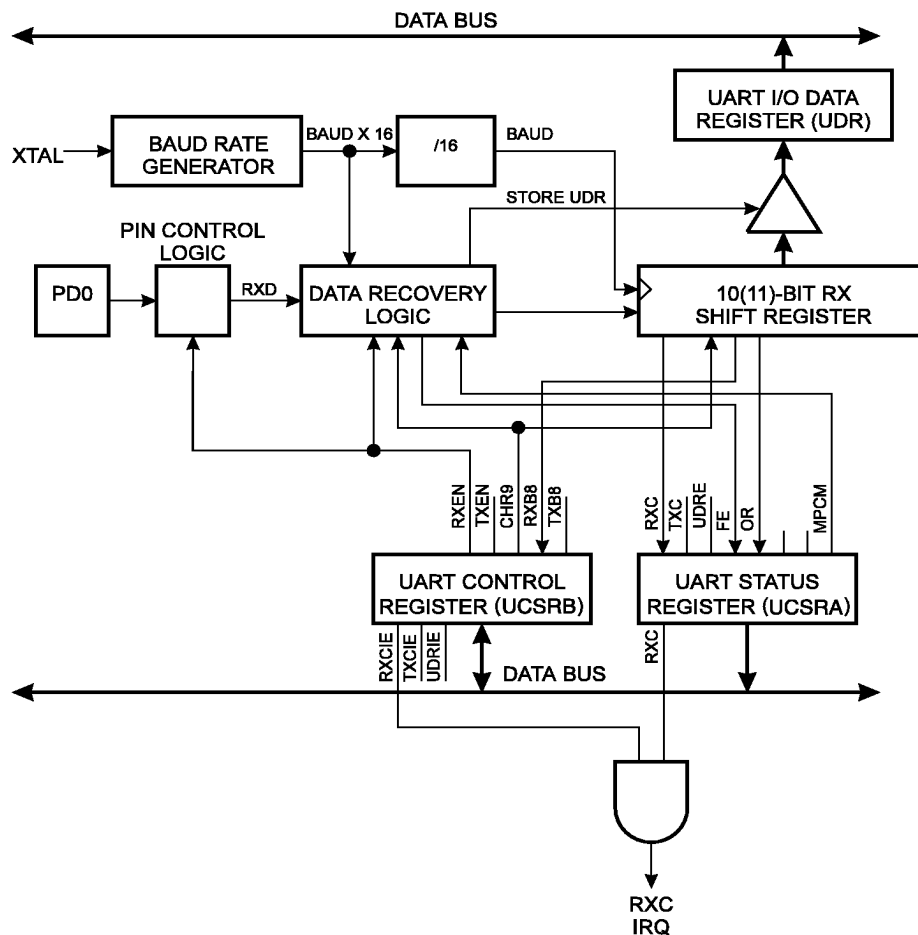 DATA BUS
UART I/O DATA
REGISTER (UDR)
XTAL
BAUD RATE
GENERATOR
BAUD X 16
/16
BAUD
STORE UDR
PIN CONTROL
LOGIC
PD0
RXD
DATA RECOVERY
LOGIC
10(11)-BIT RX
SHIFT REGISTER
RXEN
TXEN
CHR9
RXB8
TXB8
RXC
TXC
UDRE
FE
OR
MPCM
UART CONTROL
REGISTER (UCSRB)
UART STATUS
REGISTER (UCSRA)
RXCIE
TXCIE
UDRIE
RXC
DATA BUS
RXC
IRQ